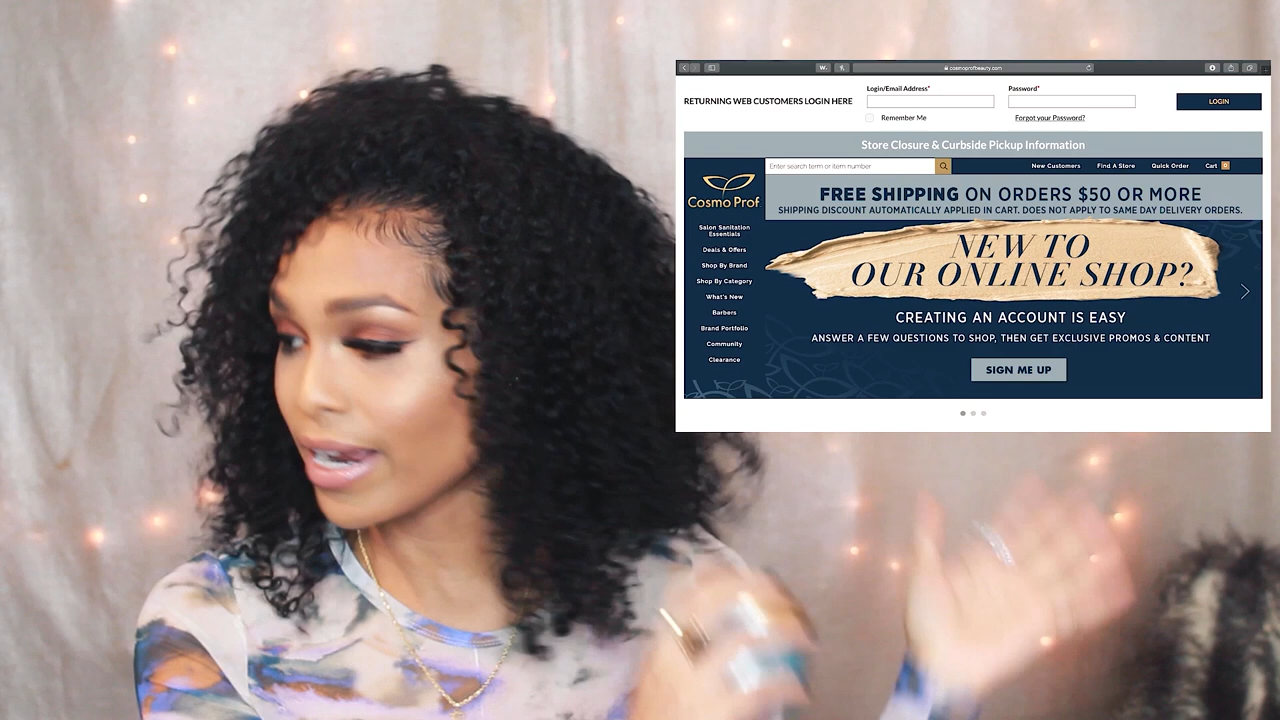 W.
cosmoprofbeauty.com
RETURNING WEB CUSTOMERS LOGIN HERE
Login/Email Address*
Password*
LOGIN
Remember Me
Forgot your Password?
Store Closure & Curbside Pickup Information
Enter search term or item number
New Customers
Find A Store
Quick Order
Cart 0
Cosmo Prof
FREE SHIPPING ON ORDERS $50 OR MORE
SHIPPING DISCOUNT AUTOMATICALLY APPLIED IN CART. DOES NOT APPLY TO SAME DAY DELIVERY ORDERS.
Salon Sanitation
Essentials
Deals & Offers
Shop By Brand
Shop By Category
What's New
Barbers
Brand Portfolio
Community
Clearance
NEW TO
OUR ONLINE SHOP?
CREATING AN ACCOUNT IS EASY
ANSWER A FEW QUESTIONS TO SHOP, THEN GET EXCLUSIVE PROMOS & CONTENT
SIGN ME UP